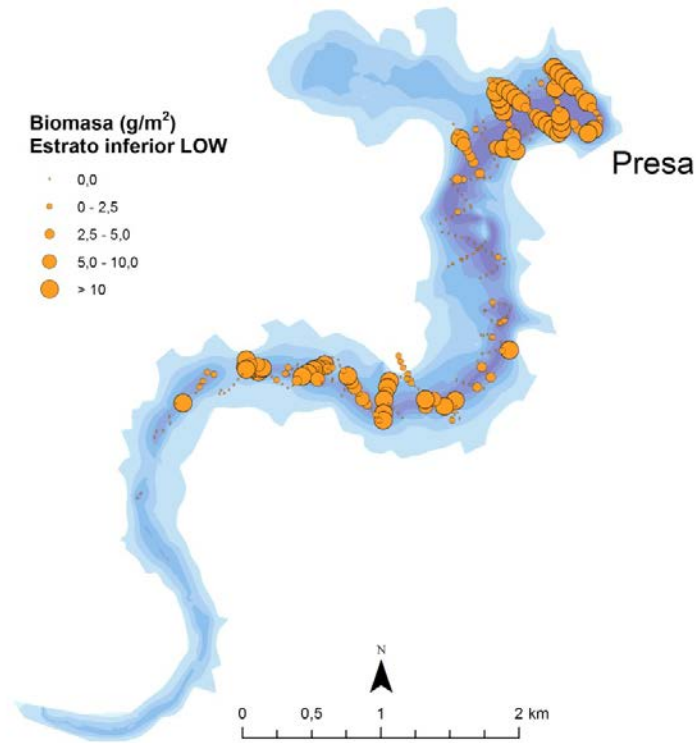 Biomasa (g/m²)
Estrato inferior LOW
0,0
0 - 2,5
2,5 - 5,0
5,0 - 10,0
> 10
Presa
N
0 0,5 1 2 km